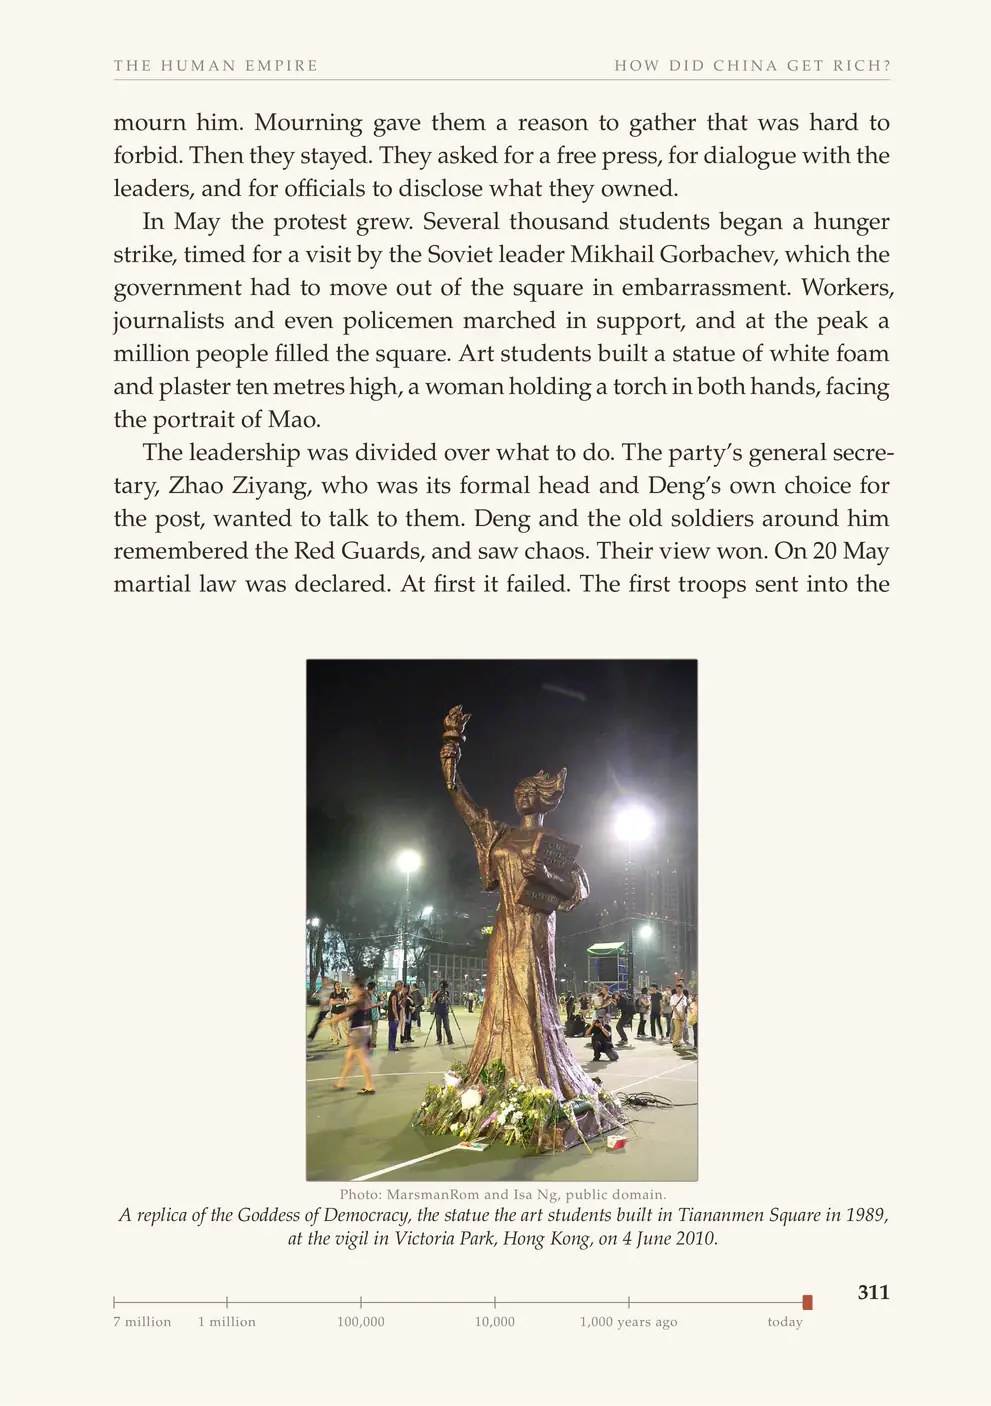 THE HUMAN EMPIRE
HOW DID CHINA GET RICH?
mourn him. Mourning gave them a reason to gather that was hard to
forbid. Then they stayed. They asked for a free press, for dialogue with the
leaders, and for officials to disclose what they owned.
In May the protest grew. Several thousand students began a hunger
strike, timed for a visit by the Soviet leader Mikhail Gorbachev, which the
government had to move out of the square in embarrassment. Workers,
journalists and even policemen marched in support, and at the peak a
million people filled the square. Art students built a statue of white foam
and plaster ten metres high, a woman holding a torch in both hands, facing
the portrait of Mao.
The leadership was divided over what to do. The party’s general secre-
tary, Zhao Ziyang, who was its formal head and Deng’s own choice for
the post, wanted to talk to them. Deng and the old soldiers around him
remembered the Red Guards, and saw chaos. Their view won. On 20 May
martial law was declared. At first it failed. The first troops sent into the
Photo: MarsmanRom and Isa Ng, public domain.
A replica of the Goddess of Democracy, the statue the art students built in Tiananmen Square in 1989,
at the vigil in Victoria Park, Hong Kong, on 4 June 2010.
311
7 million
1 million
100,000
10,000
1,000 years ago
today